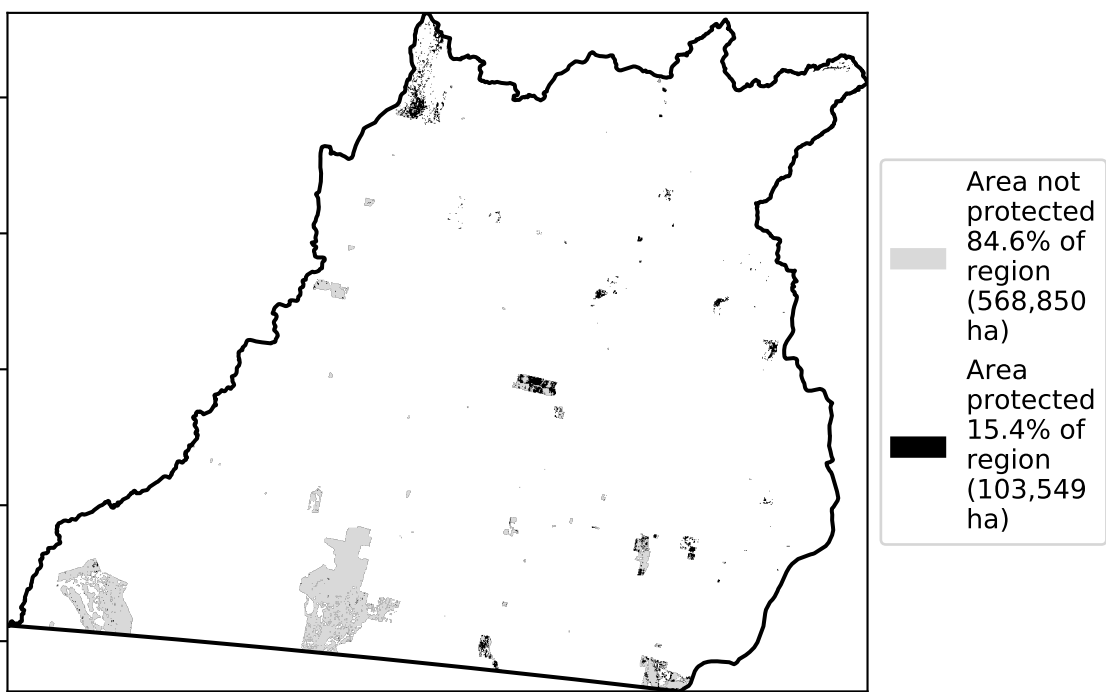 Area not
protected
84.6% of
region
(568,850
ha)
Area
protected
15.4% of
region
(103,549
ha)